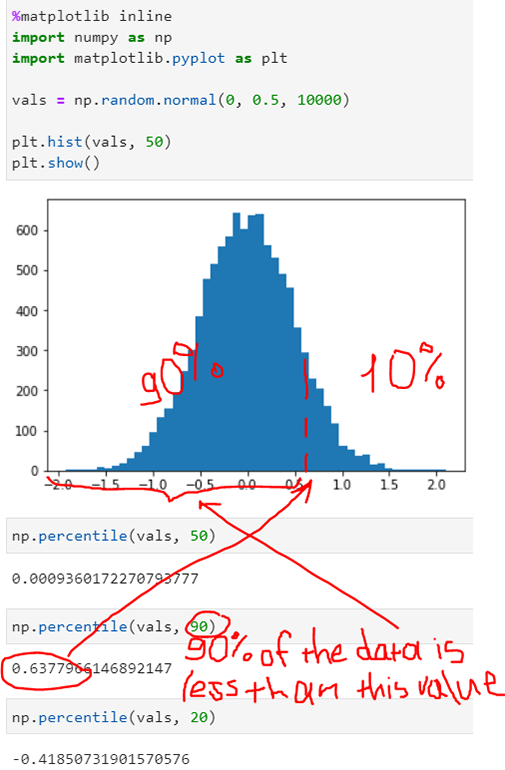 %matplotlib inline
import numpy as np
import matplotlib.pyplot as plt
vals = np.random.normal(0, 0.5, 10000)
plt.hist(vals, 50)
plt.show()
600
500
400
300
200
100
0
90%
10%
−2.0 −1.5 −1.0 −0.5 0.0 0.5 1.0 1.5 2.0
np.percentile(vals, 50)
0.0009360172270793777
np.percentile(vals, 90)
0.6377966146892147
90% of the data is
less than this value
np.percentile(vals, 20)
-0.41850731901570576